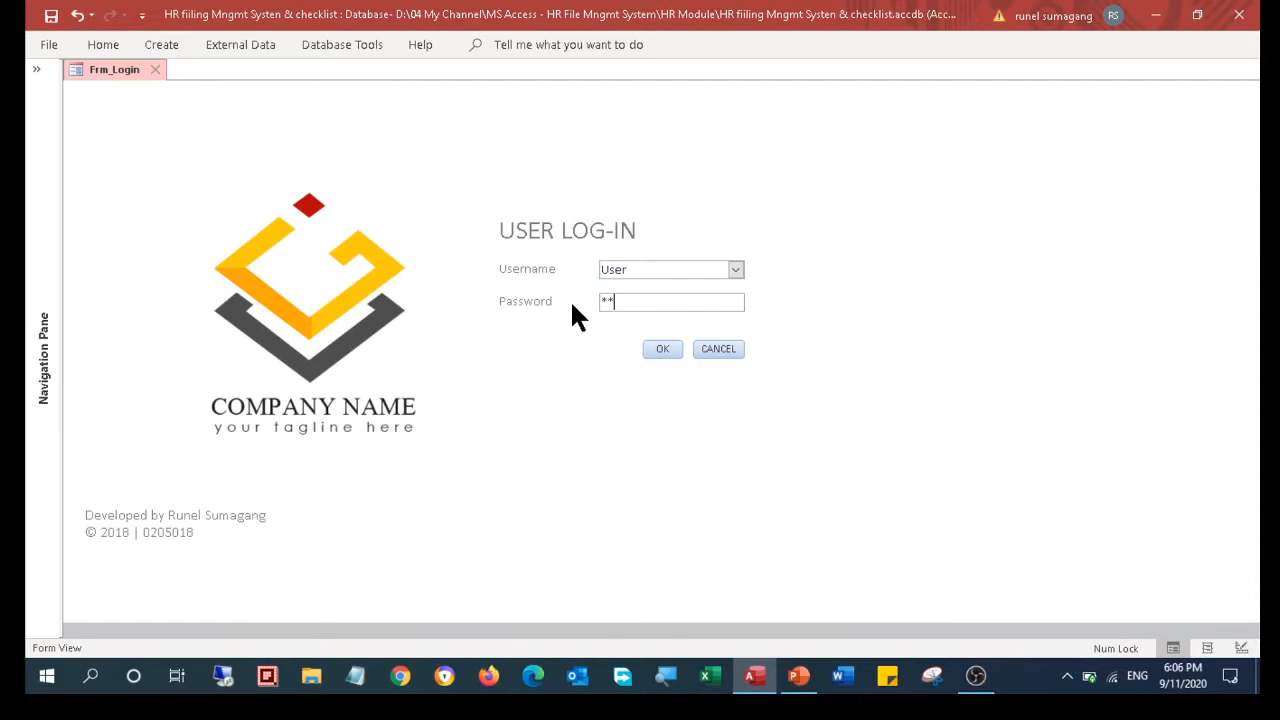 HR fiiling Mngmt Systen & checklist : Database- D:\04 My Channel\MS Access - HR File Mngmt System\HR Module\HR fiiling Mngmt Systen & checklist.accdb (Acc... runel sumagang RS
File Home Create External Data Database Tools Help Tell me what you want to do
Frm_Login
Navigation Pane
USER LOG-IN
Username User
Password **
OK CANCEL
COMPANY NAME
your tagline here
Developed by Runel Sumagang
© 2018 | 0205018
Form View Num Lock
ENG 6:06 PM
9/11/2020